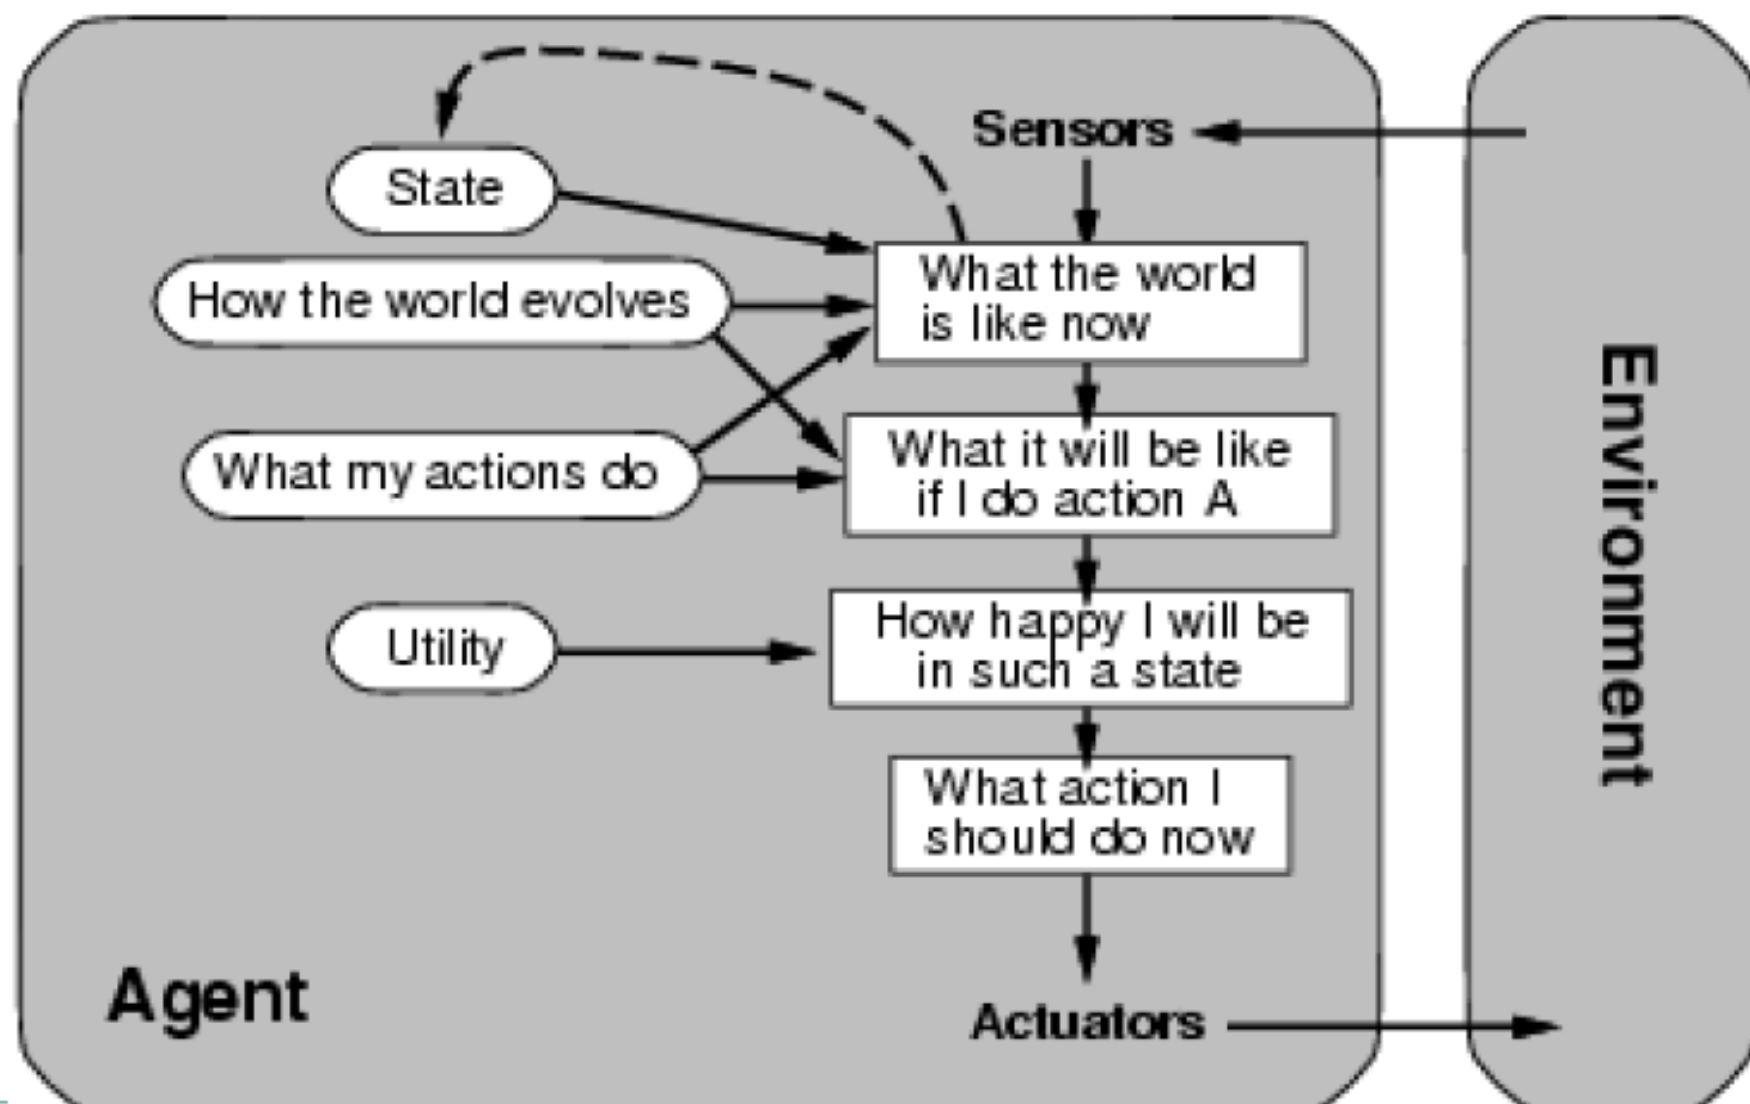 Sensors
State
What the world
is like now
How the world evolves
What it will be like
if I do action A
What my actions do
How happy I will be
in such a state
Utility
What action I
should do now
Agent
Actuators
Environment